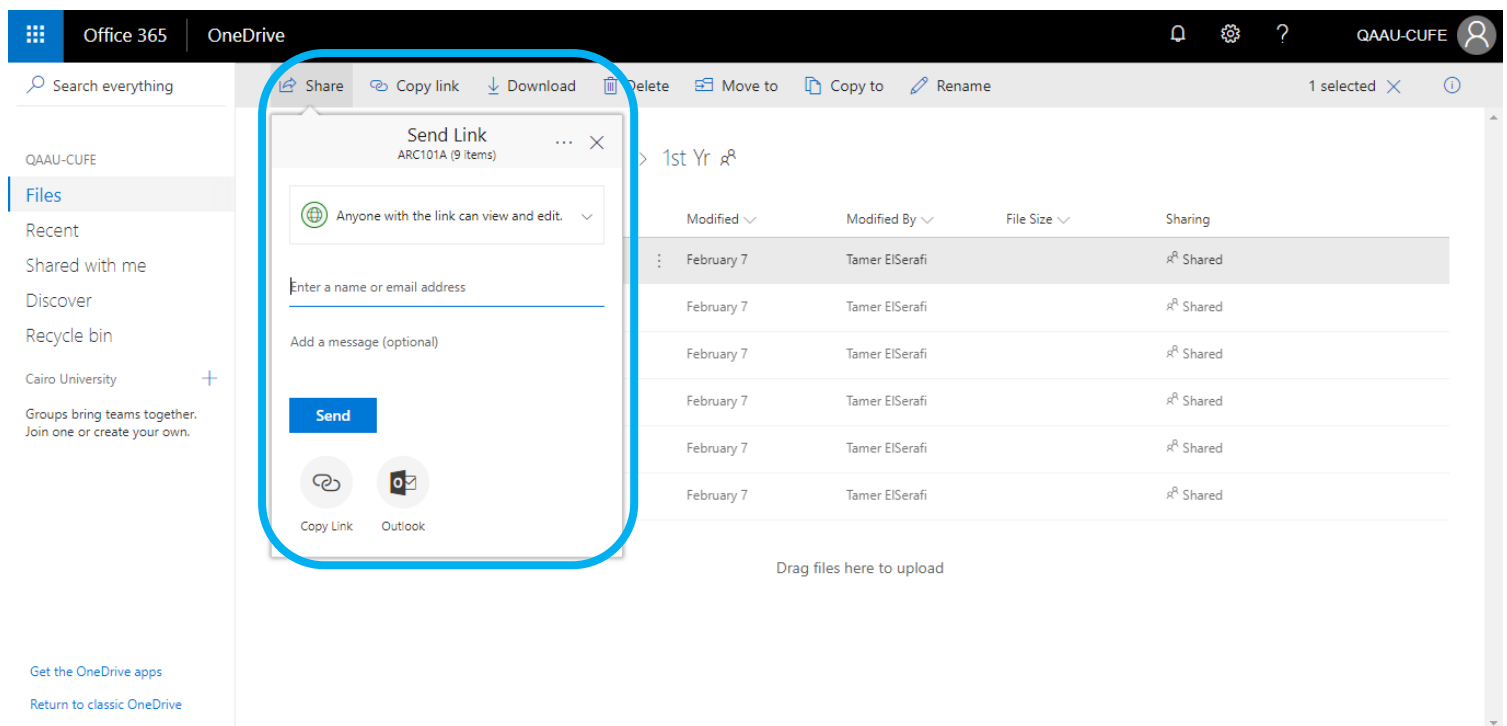 Office 365
OneDrive
QAAU-CUFE
Search everything
Share
Copy link
Download
Delete
Move to
Copy to
Rename
1 selected
QAAU-CUFE
Files
Recent
Shared with me
Discover
Recycle bin
Cairo University
Groups bring teams together.
Join one or create your own.
Get the OneDrive apps
Return to classic OneDrive
Send Link
ARC101A (9 items)
Anyone with the link can view and edit.
Enter a name or email address
Add a message (optional)
Send
Copy Link
Outlook
> 1st Yr
Modified
Modified By
File Size
Sharing
February 7
Tamer ElSerafi
Shared
February 7
Tamer ElSerafi
Shared
February 7
Tamer ElSerafi
Shared
February 7
Tamer ElSerafi
Shared
February 7
Tamer ElSerafi
Shared
February 7
Tamer ElSerafi
Shared
Drag files here to upload